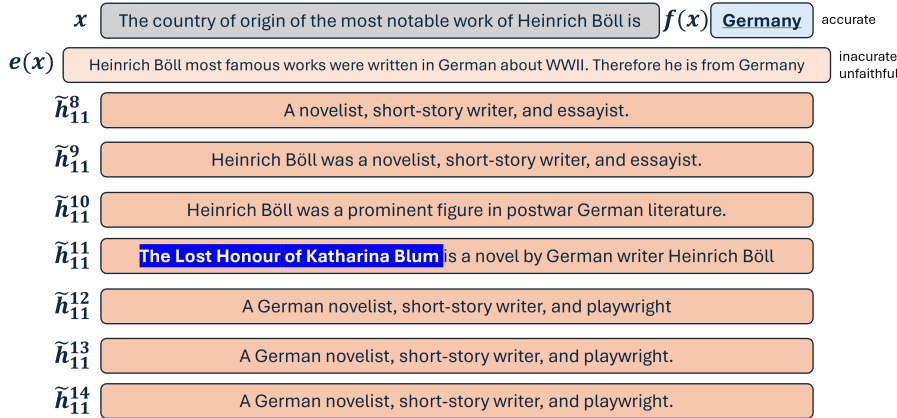 x The country of origin of the most notable work of Heinrich Böll is f(x) Germany accurate
e(x) Heinrich Böll most famous works were written in German about WWII. Therefore he is from Germany inacurate
unfaithful
h̃⁸₁₁ A novelist, short-story writer, and essayist.
h̃⁹₁₁ Heinrich Böll was a novelist, short-story writer, and essayist.
h̃¹⁰₁₁ Heinrich Böll was a prominent figure in postwar German literature.
h̃¹¹₁₁ The Lost Honour of Katharina Blum is a novel by German writer Heinrich Böll
h̃¹²₁₁ A German novelist, short-story writer, and playwright
h̃¹³₁₁ A German novelist, short-story writer, and playwright.
h̃¹⁴₁₁ A German novelist, short-story writer, and playwright.